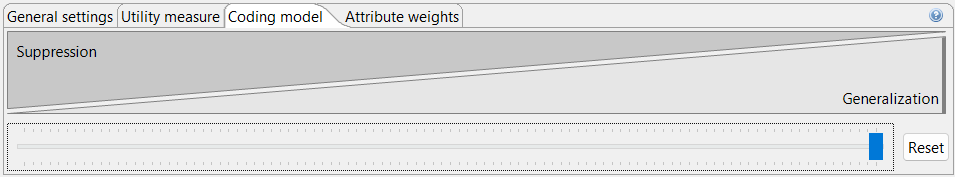 General settings Utility measure Coding model Attribute weights ?
Suppression
Generalization
Reset